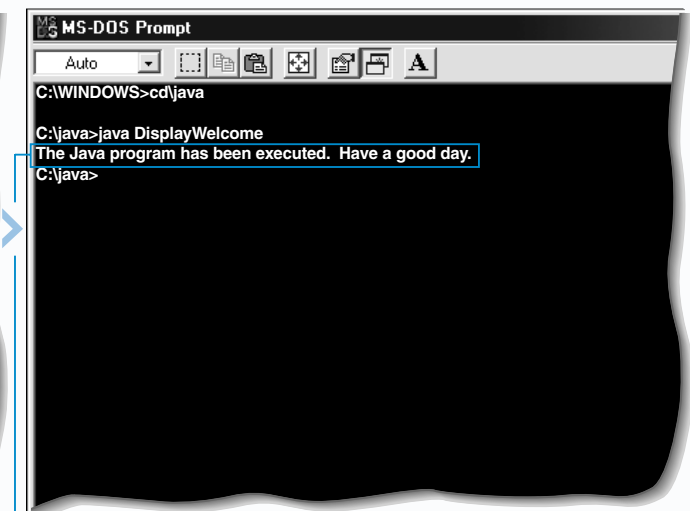 MS-DOS Prompt
Auto A
C:\WINDOWS>cd\java
C:\java>java DisplayWelcome
The Java program has been executed.  Have a good day.
C:\java>